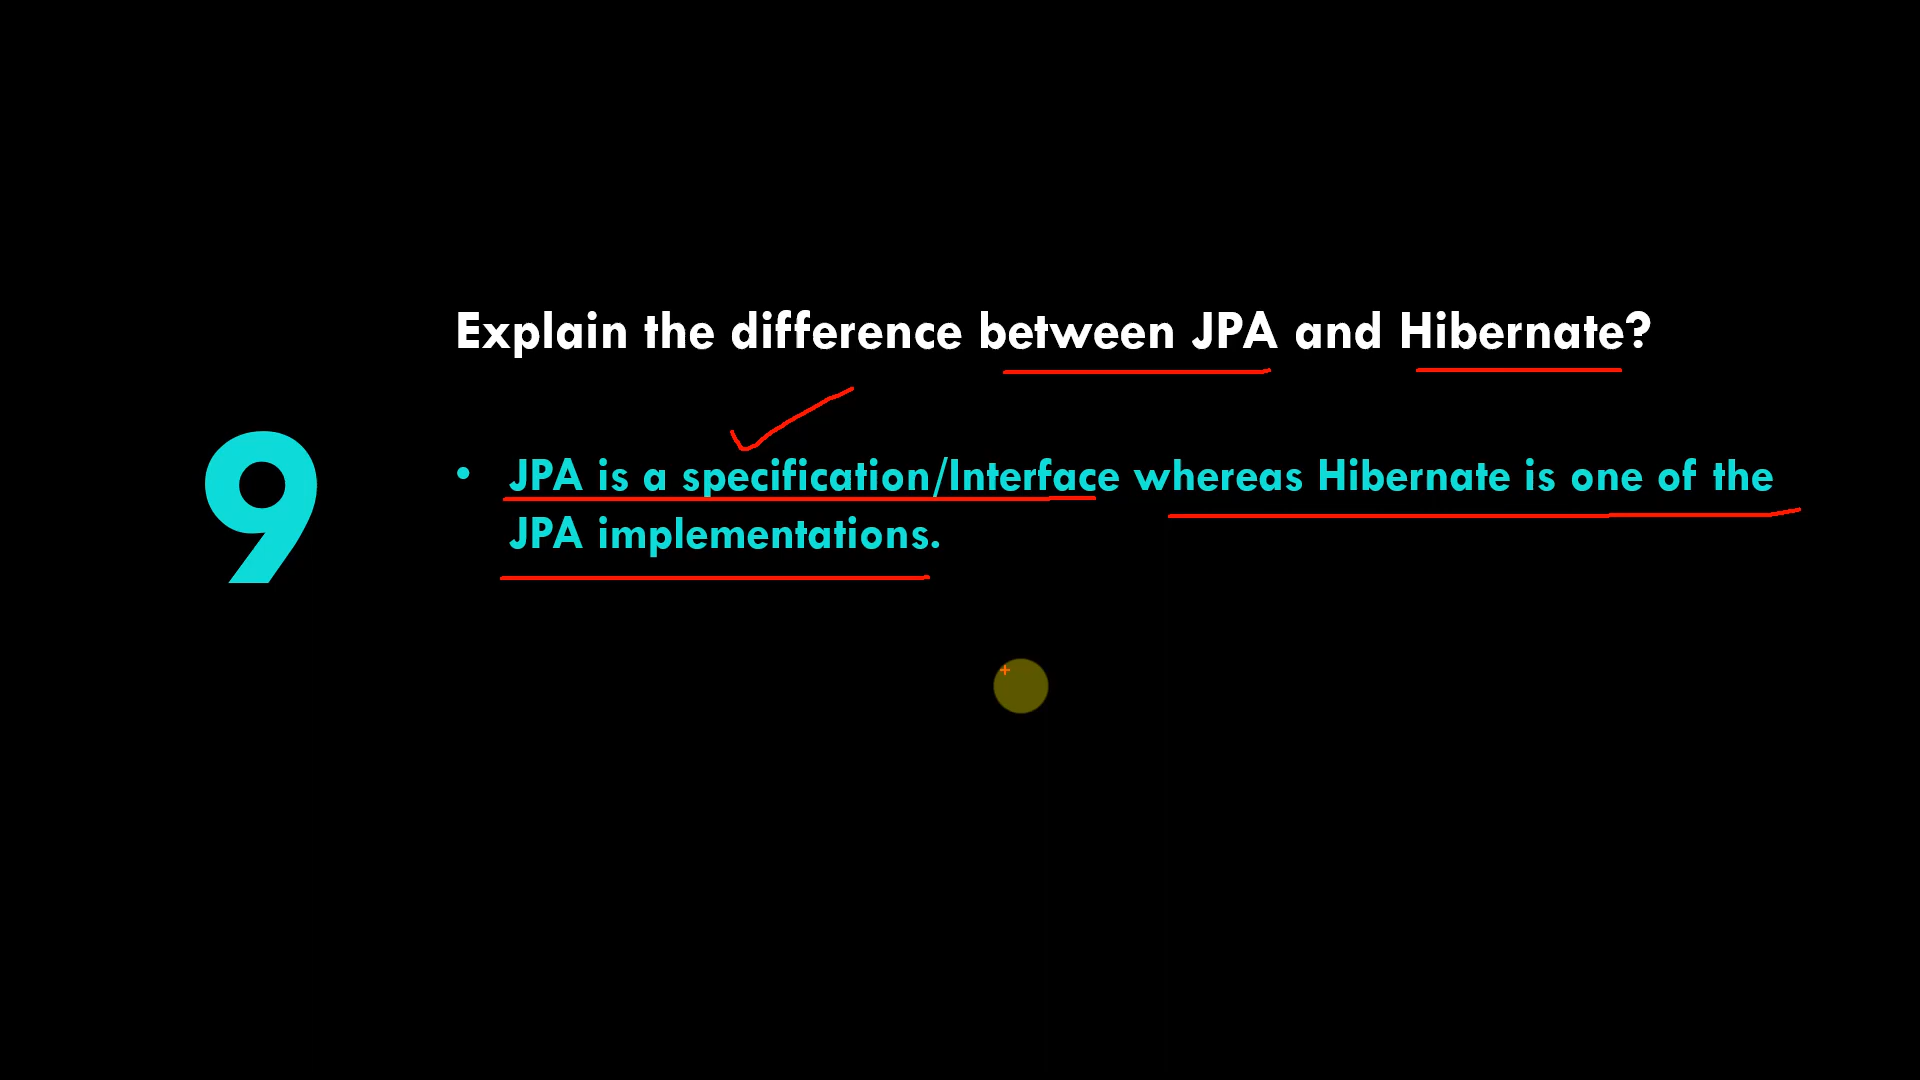 Explain the difference between JPA and Hibernate?
9
• JPA is a specification/Interface whereas Hibernate is one of the
JPA implementations.